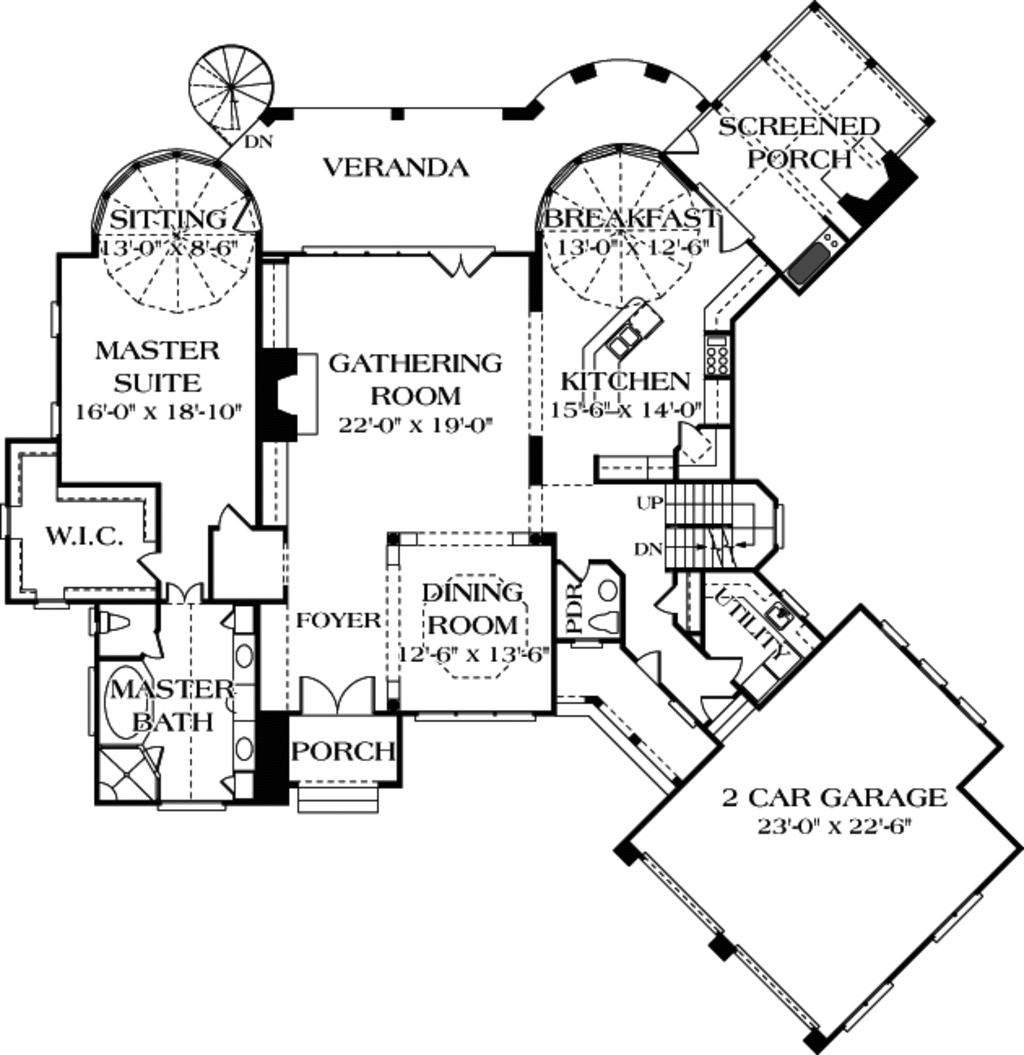 DN
VERANDA
SCREENED
PORCH
SITTING
13'-0" X 8'-6"
BREAKFAST
13'-0" X 12'-6"
MASTER
SUITE
16'-0" X 18'-10"
GATHERING
ROOM
22'-0" X 19'-0"
KITCHEN
15'-6" X 14'-0"
UP
DN
W.I.C.
FOYER
DINING
ROOM
12'-6" X 13'-6"
PDR
UTILITY
MASTER
BATH
PORCH
2 CAR GARAGE
23'-0" X 22'-6"